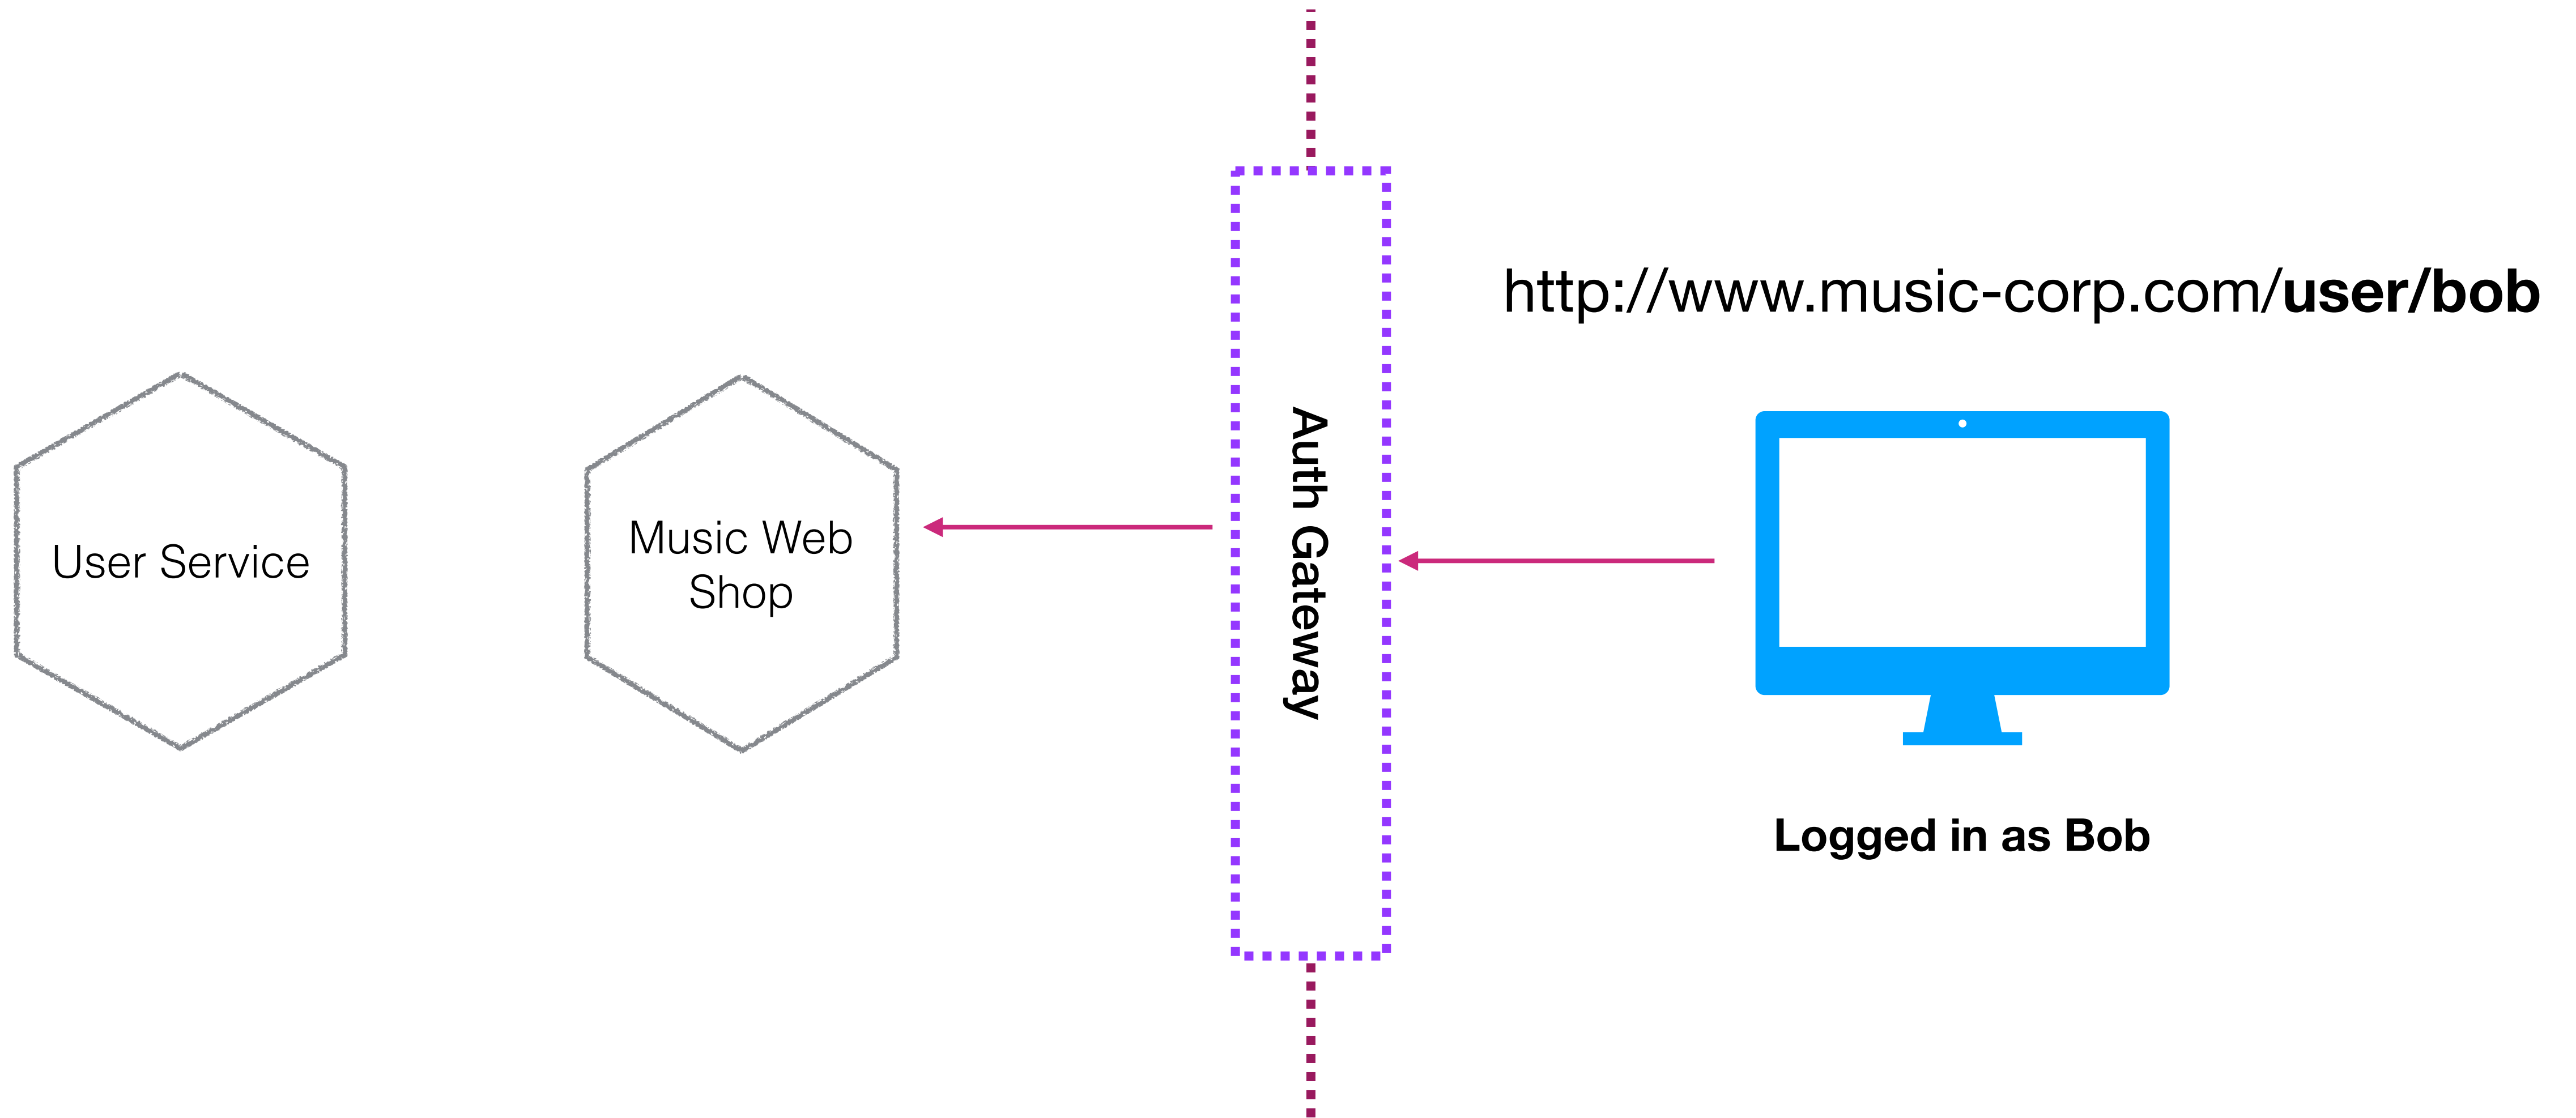 http://www.music-corp.com/user/bob
User Service
Music Web
Shop
Auth Gateway
Logged in as Bob